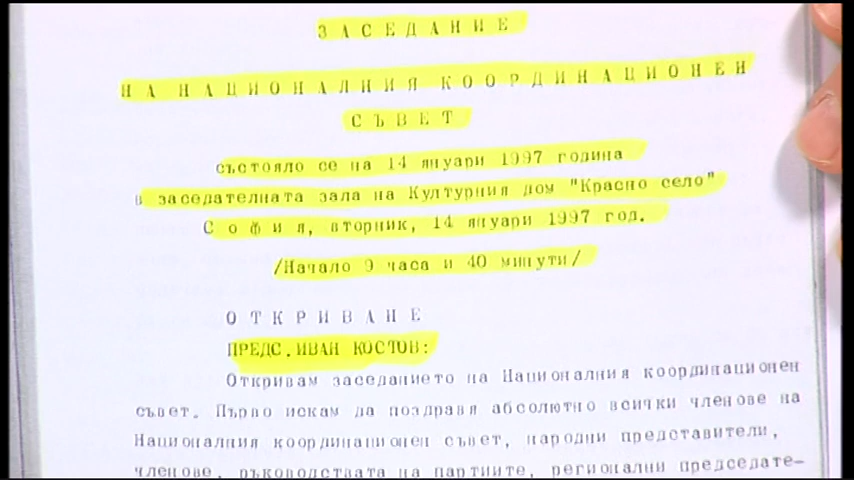 З А С Е Д А Н И Е
Н А Н А Ц И О Н А Л Н И Я К О О Р Д И Н А Ц И О Н Е Н
С Ъ В Е Т
състояло се на 14 януари 1997 година
в заседателната зала на Културния дом "Красно село"
С о ф и я, вторник, 14 януари 1997 год.
/Начало 9 часа и 40 минути/
О Т К Р И В А Н Е
ПРЕДС.ИВАН КОСТОВ:
Откривам заседанието на Националния координационен
съвет. Първо искам да поздравя абсолютно всички членове на
Националния координационен съвет, народни представители,
членове, ръководствата на партиите, регионални председате-